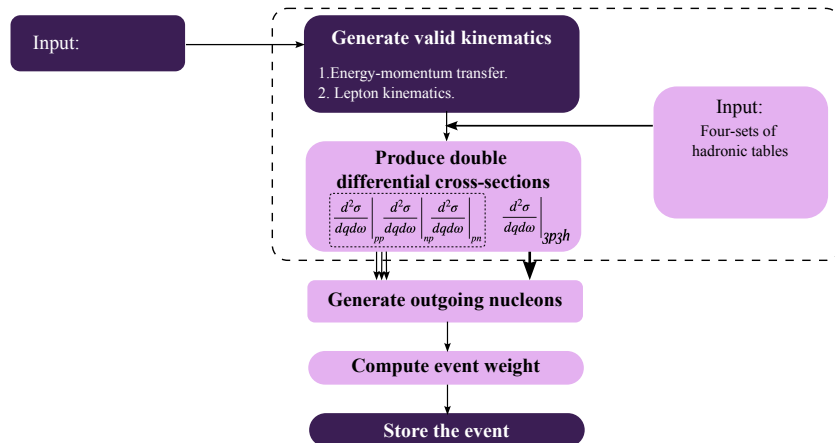 Input:
Generate valid kinematics
1.Energy-momentum transfer.
2. Lepton kinematics.
Input:
Four-sets of
hadronic tables
Produce double
differential cross-sections
d²σ/dqdω|pp d²σ/dqdω|np d²σ/dqdω|pn d²σ/dqdω|3p3h
Generate outgoing nucleons
Compute event weight
Store the event